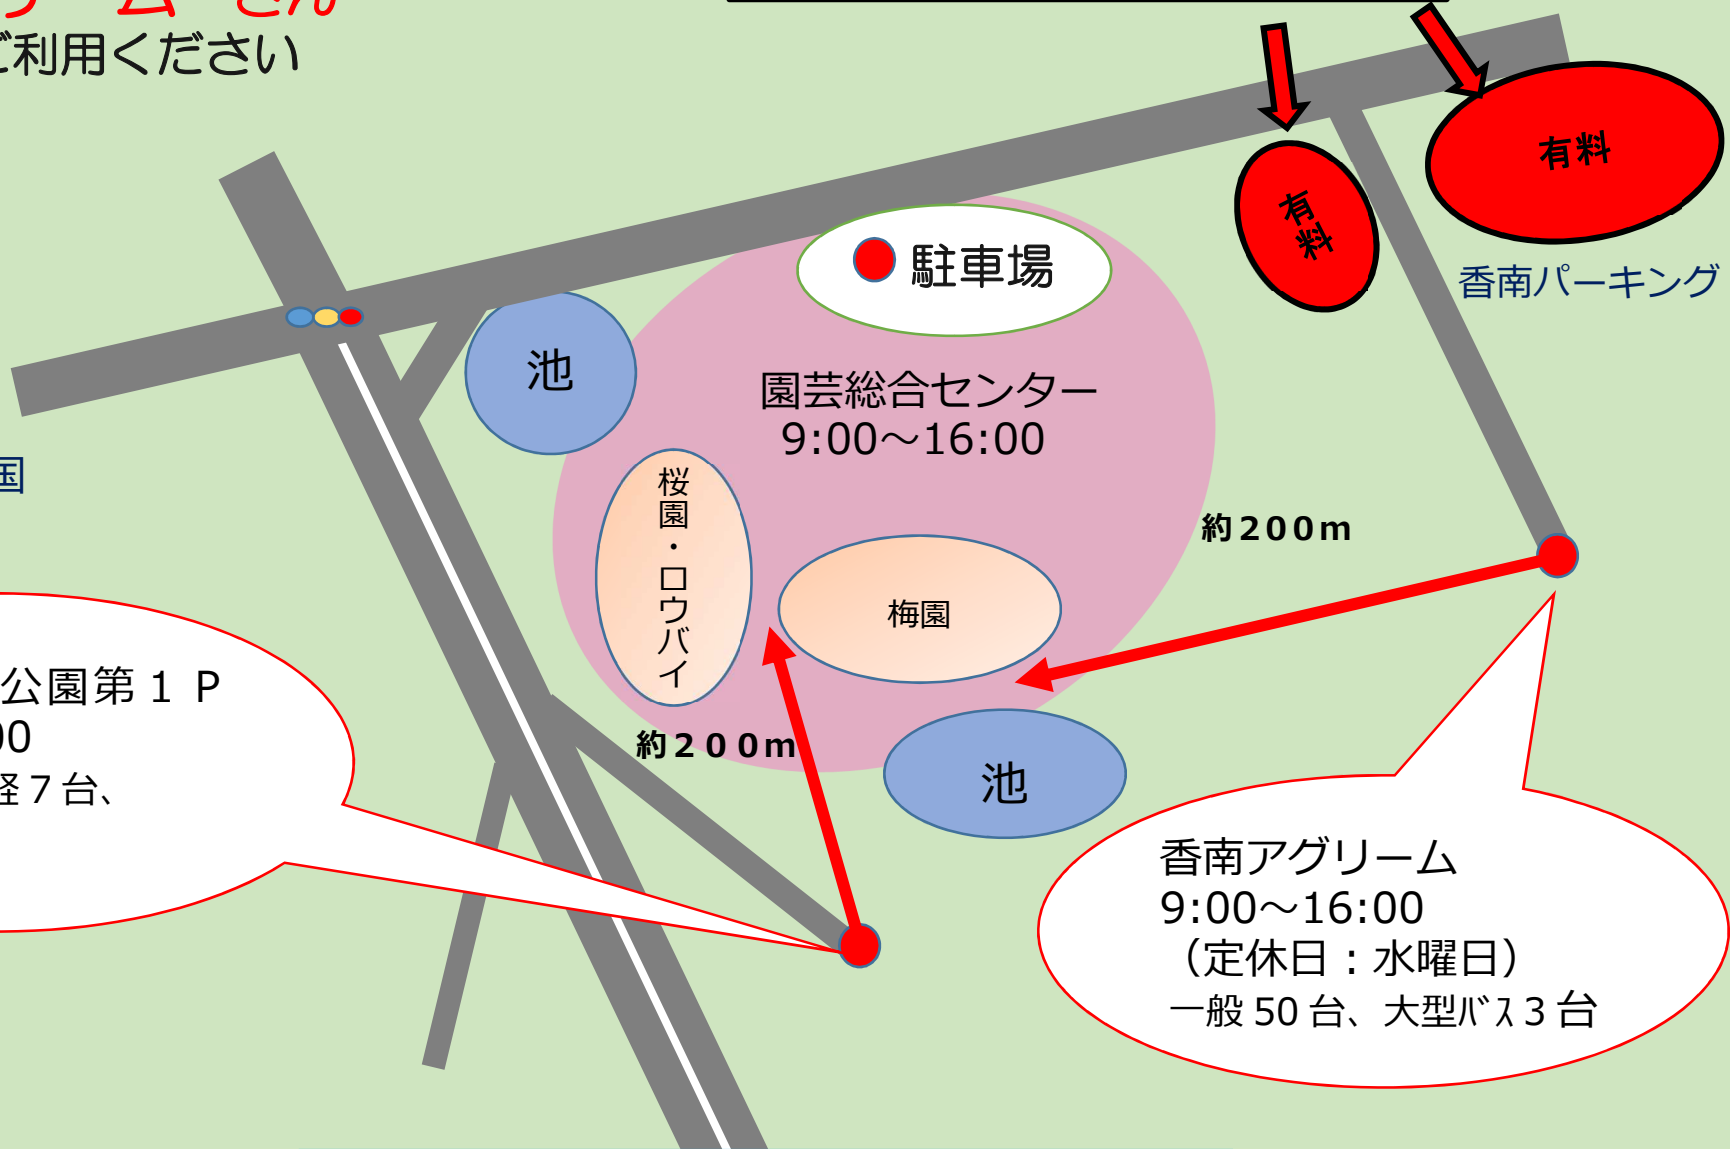 さん
ご利用ください
有料
有料
香南パーキング
駐車場
池
園芸総合センター
9:00～16:00
国
桜園・ロウバイ
約200m
梅園
公園第１Ｐ
00
軽７台、
約２００m
池
香南アグリーム
9:00～16:00
（定休日：水曜日）
一般 50 台、大型ﾊﾞｽ 3 台